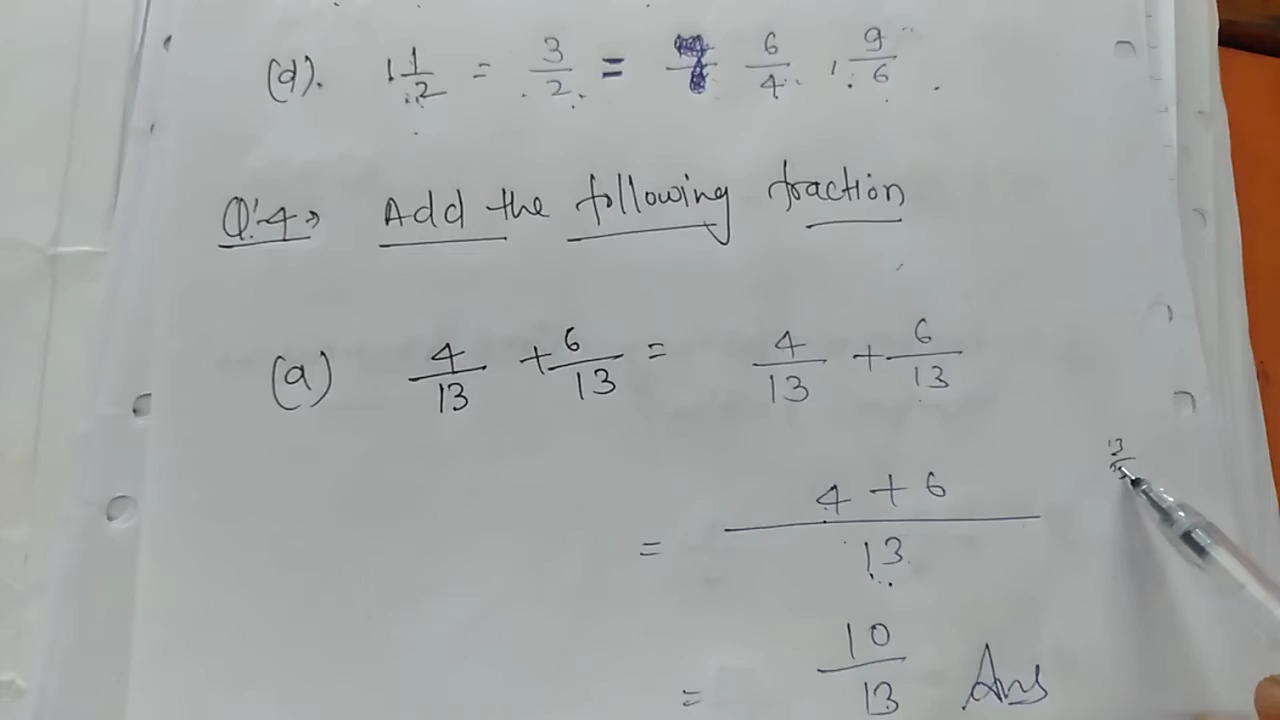 (d). 1 1/2 = 3/2 = 6/4 , 9/6
Q.4→ Add the following fraction
(a) 4/13 + 6/13 = 4/13 + 6/13
= 4 + 6/13
= 10/13 Ans